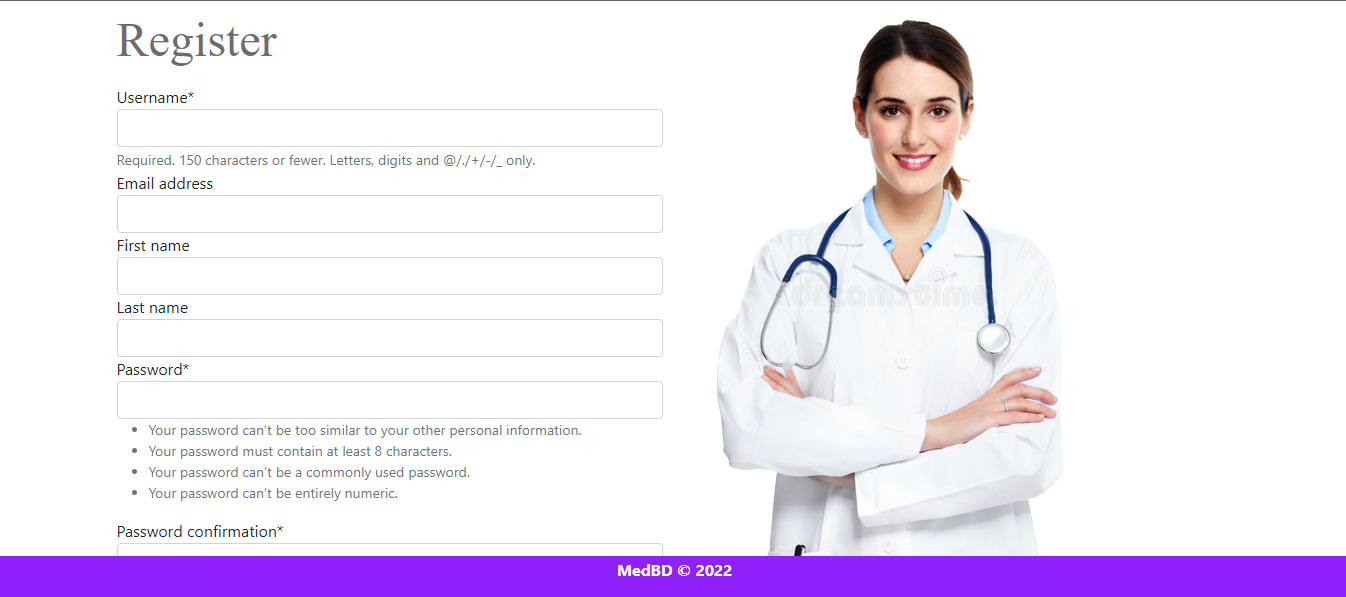 Register
Username*
Required. 150 characters or fewer. Letters, digits and @/./+/-/_ only.
Email address
First name
Last name
Password*
Your password can’t be too similar to your other personal information.
Your password must contain at least 8 characters.
Your password can’t be a commonly used password.
Your password can’t be entirely numeric.
Password confirmation*
dreamstime
MedBD © 2022